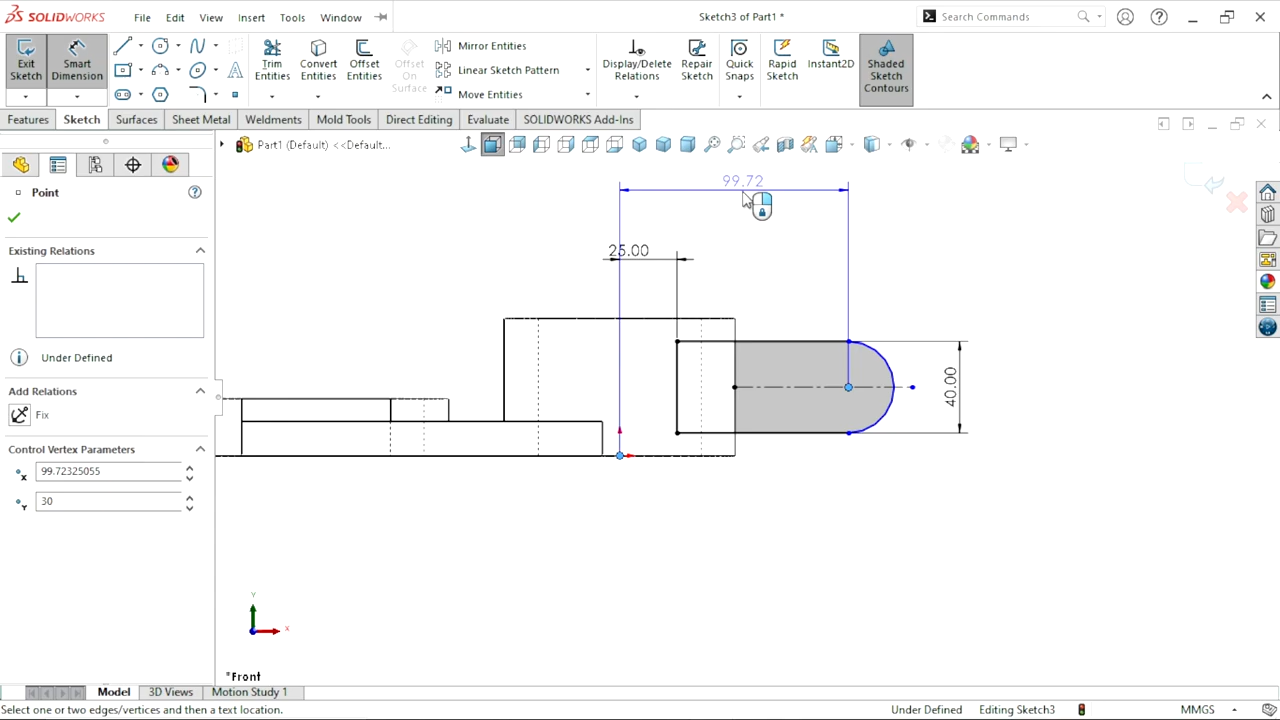 SOLIDWORKS File Edit View Insert Tools Window Sketch3 of Part1 * Search Commands
Exit Sketch
Smart Dimension
Trim Entities
Convert Entities
Offset Entities
Offset On Surface
Mirror Entities
Linear Sketch Pattern
Move Entities
Display/Delete Relations
Repair Sketch
Quick Snaps
Rapid Sketch
Instant2D
Shaded Sketch Contours
Features Sketch Surfaces Sheet Metal Weldments Mold Tools Direct Editing Evaluate SOLIDWORKS Add-Ins
Part1 (Default) <<Default...
Point
Existing Relations
Under Defined
Add Relations
Fix
Control Vertex Parameters
X 99.72325055
Y 30
99.72
25.00
40.00
Y
X
*Front
Model 3D Views Motion Study 1
Select one or two edges/vertices and then a text location. Under Defined Editing Sketch3 MMGS